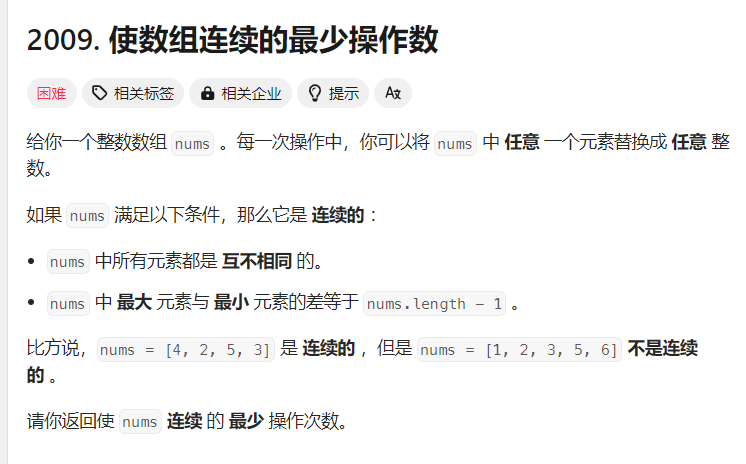 2009. 使数组连续的最少操作数
困难 相关标签 相关企业 提示 A文
给你一个整数数组 nums 。每一次操作中，你可以将 nums 中 任意 一个元素替换成 任意 整
数。
如果 nums 满足以下条件，那么它是 连续的 ：
• nums 中所有元素都是 互不相同 的。
• nums 中 最大 元素与 最小 元素的差等于 nums.length - 1 。
比方说，nums = [4, 2, 5, 3] 是 连续的 ，但是 nums = [1, 2, 3, 5, 6] 不是连续
的 。
请你返回使 nums 连续 的 最少 操作次数。